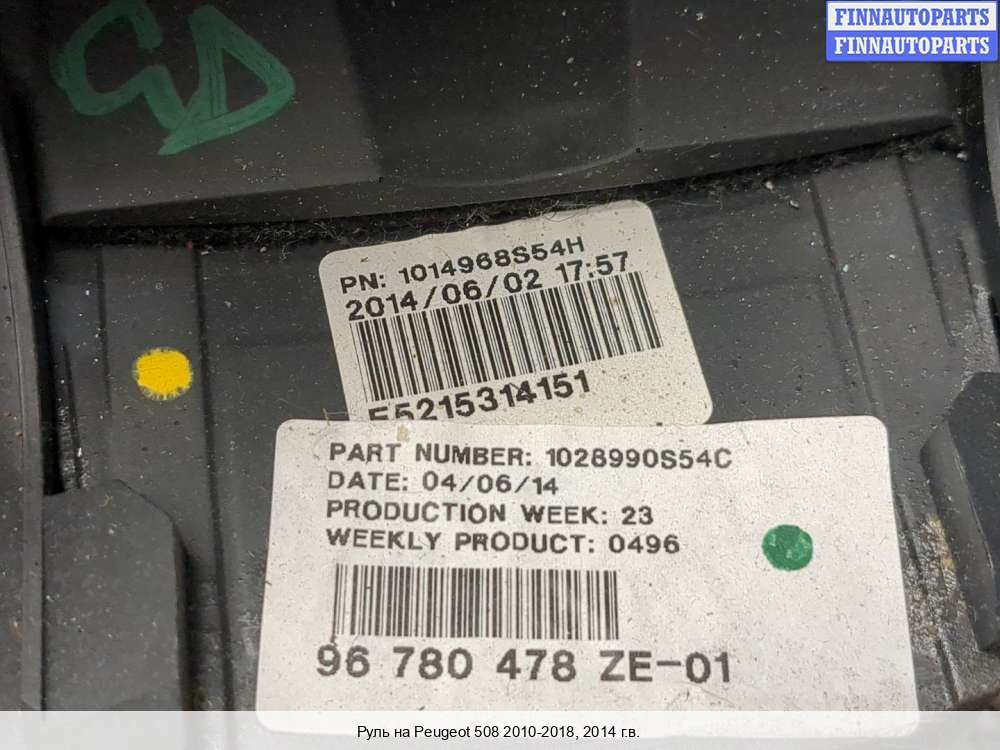 FINNAUTOPARTS
FINNAUTOPARTS
PN: 1014968S54H
2014/06/02 17:57
5215314151
PART NUMBER: 1028990S54C
DATE: 04/06/14
PRODUCTION WEEK: 23
WEEKLY PRODUCT: 0496
96 780 478 ZE-01
Руль на Peugeot 508 2010-2018, 2014 г.в.